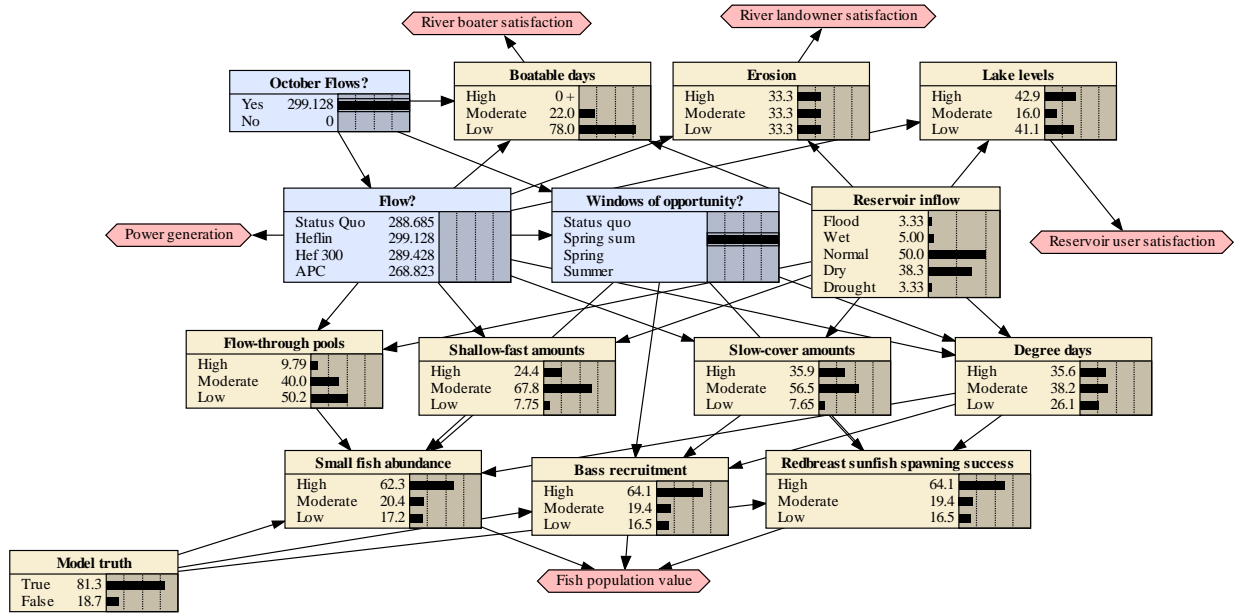 River boater satisfaction
River landowner satisfaction
October Flows?
Yes 299.128
No 0
Boatable days
High 0 +
Moderate 22.0
Low 78.0
Erosion
High 33.3
Moderate 33.3
Low 33.3
Lake levels
High 42.9
Moderate 16.0
Low 41.1
Flow?
Status Quo 288.685
Heflin 299.128
Hef 300 289.428
APC 268.823
Windows of opportunity?
Status quo
Spring sum
Spring
Summer
Reservoir inflow
Flood 3.33
Wet 5.00
Normal 50.0
Dry 38.3
Drought 3.33
Power generation
Reservoir user satisfaction
Flow-through pools
High 9.79
Moderate 40.0
Low 50.2
Shallow-fast amounts
High 24.4
Moderate 67.8
Low 7.75
Slow-cover amounts
High 35.9
Moderate 56.5
Low 7.65
Degree days
High 35.6
Moderate 38.2
Low 26.1
Small fish abundance
High 62.3
Moderate 20.4
Low 17.2
Bass recruitment
High 64.1
Moderate 19.4
Low 16.5
Redbreast sunfish spawning success
High 64.1
Moderate 19.4
Low 16.5
Model truth
True 81.3
False 18.7
Fish population value